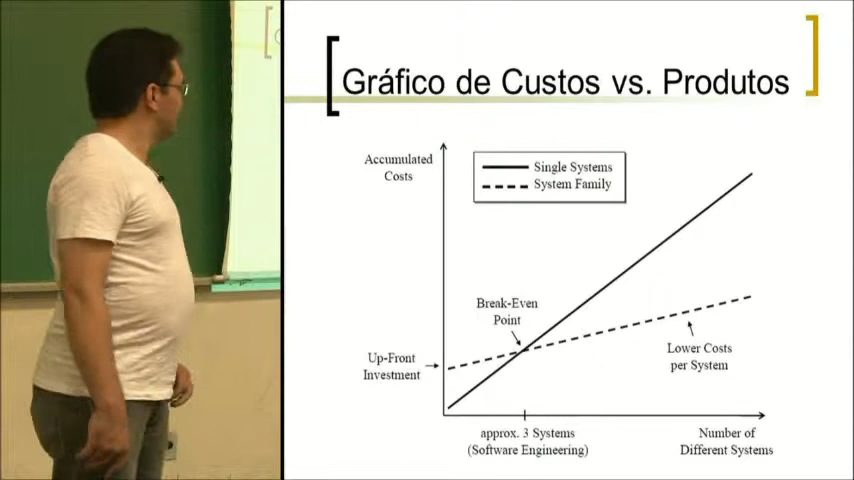 Gráfico de Custos vs. Produtos
Accumulated
Costs
Single Systems
System Family
Break-Even
Point
Up-Front
Investment
Lower Costs
per System
approx. 3 Systems
(Software Engineering)
Number of
Different Systems